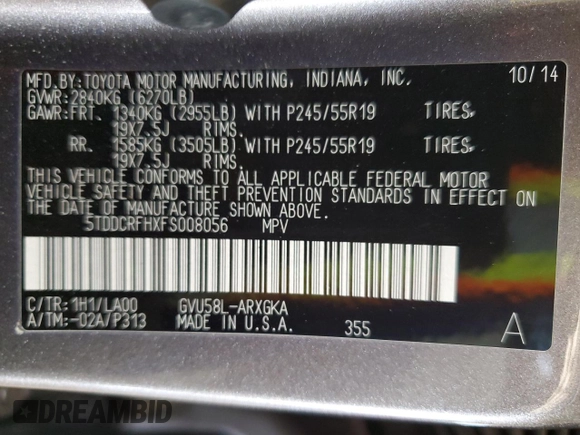 MFD.BY:TOYOTA MOTOR MANUFACTURING, INDIANA, INC. 10/14
GVWR:2840KG (6270LB)
GAWR:FRT. 1340KG (2955LB) WITH P245/55R19 TIRES,
19X7.5J RIMS.
RR. 1585KG (3505LB) WITH P245/55R19 TIRES,
19X7.5J RIMS.
THIS VEHICLE CONFORMS TO ALL APPLICABLE FEDERAL MOTOR
VEHICLE SAFETY AND THEFT PREVENTION STANDARDS IN EFFECT ON
THE DATE OF MANUFACTURE SHOWN ABOVE.
5TDDCRFHXFS008056 MPV
C/TR:1H1/LA00 GVU58L-ARXGKA
A/TM:-02A/P313 MADE IN U.S.A. 355 A
DREAMBID